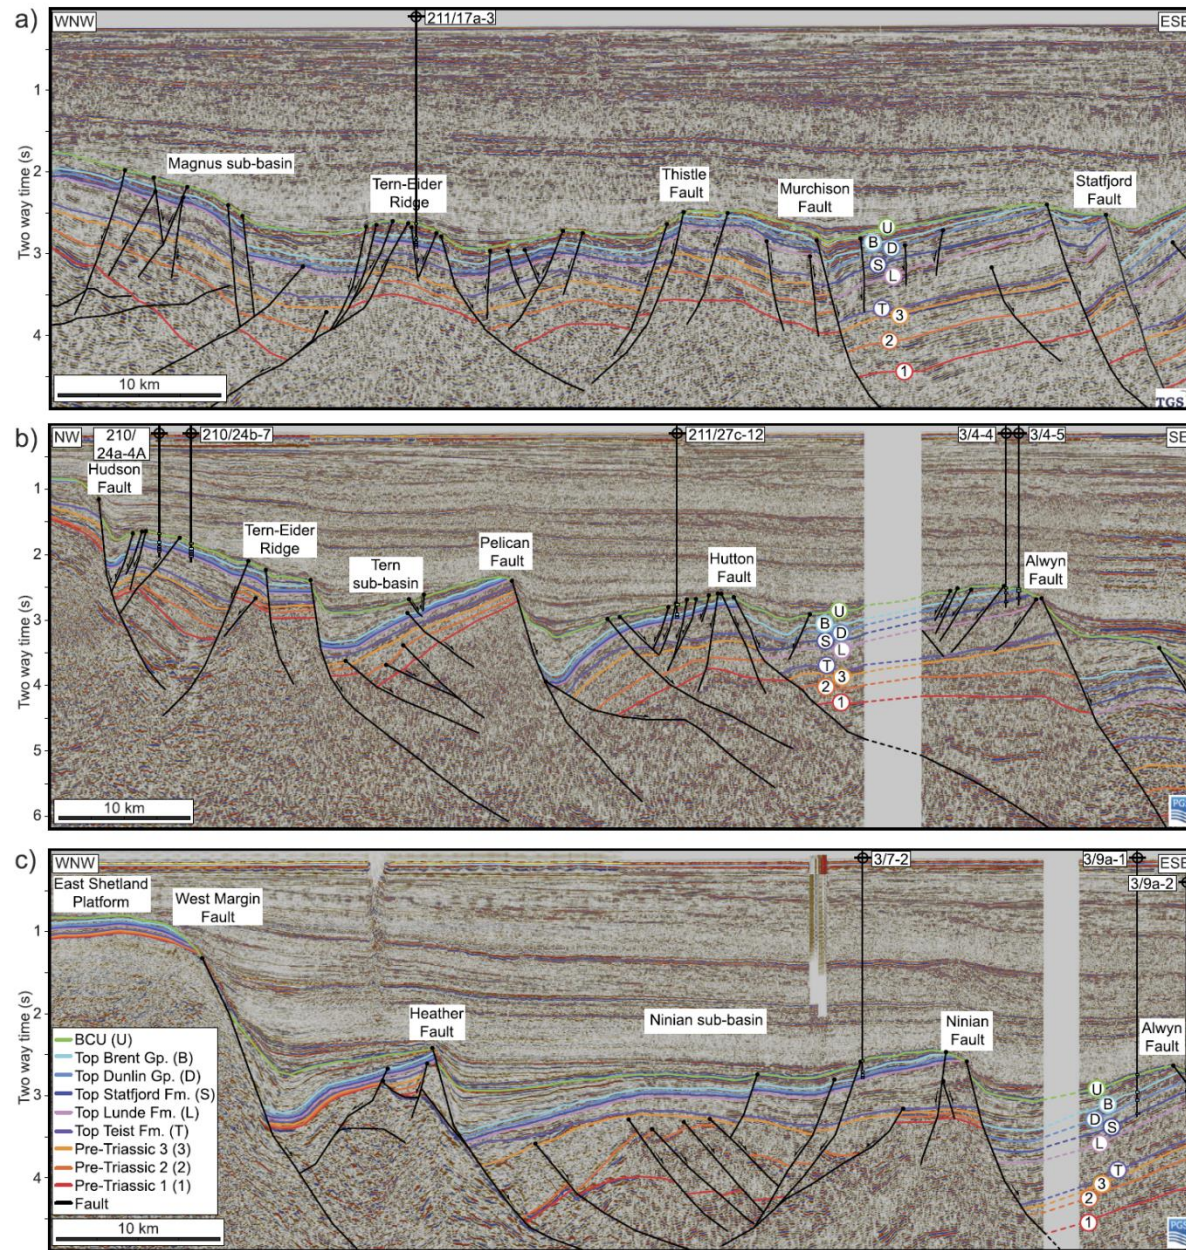 a)
WNW
211/17a-3
ESE
Magnus sub-basin
Tern-Eider
Ridge
Thistle
Fault
Murchison
Fault
Statfjord
Fault
U
B
D
S
L
T
3
2
1
1
2
3
4
Two way time (s)
10 km
TGS
b)
NW
210/
24a-4A
210/24b-7
211/27c-12
3/4-4
3/4-5
SE
Hudson
Fault
Tern-Eider
Ridge
Tern
sub-basin
Pelican
Fault
Hutton
Fault
Alwyn
Fault
U
B
D
S
L
T
3
2
1
1
2
3
4
5
6
Two way time (s)
10 km
PGS
c)
WNW
3/7-2
3/9a-1
ESE
3/9a-2
East Shetland
Platform
West Margin
Fault
Heather
Fault
Ninian sub-basin
Ninian
Fault
Alwyn
Fault
U
B
D
S
L
T
3
2
1
1
2
3
4
Two way time (s)
BCU (U)
Top Brent Gp. (B)
Top Dunlin Gp. (D)
Top Statfjord Fm. (S)
Top Lunde Fm. (L)
Top Teist Fm. (T)
Pre-Triassic 3 (3)
Pre-Triassic 2 (2)
Pre-Triassic 1 (1)
Fault
10 km
PGS